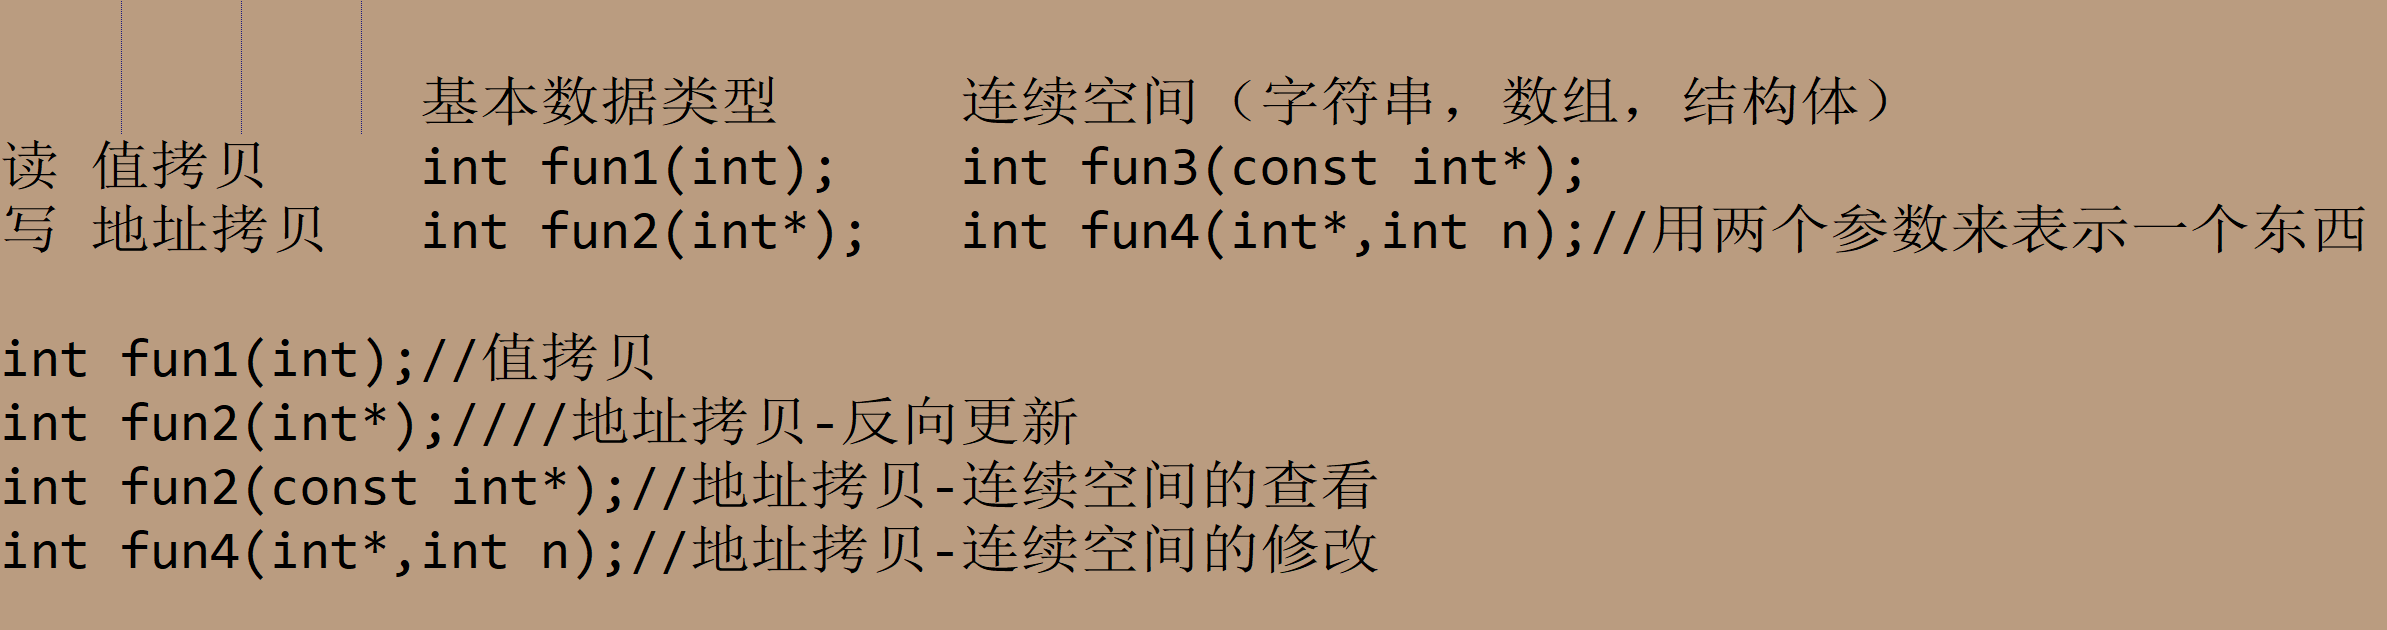 基本数据类型 连续空间（字符串，数组，结构体）
读 值拷贝 int fun1(int); int fun3(const int*);
写 地址拷贝 int fun2(int*); int fun4(int*,int n);//用两个参数来表示一个东西
int fun1(int);//值拷贝
int fun2(int*);////地址拷贝-反向更新
int fun2(const int*);//地址拷贝-连续空间的查看
int fun4(int*,int n);//地址拷贝-连续空间的修改